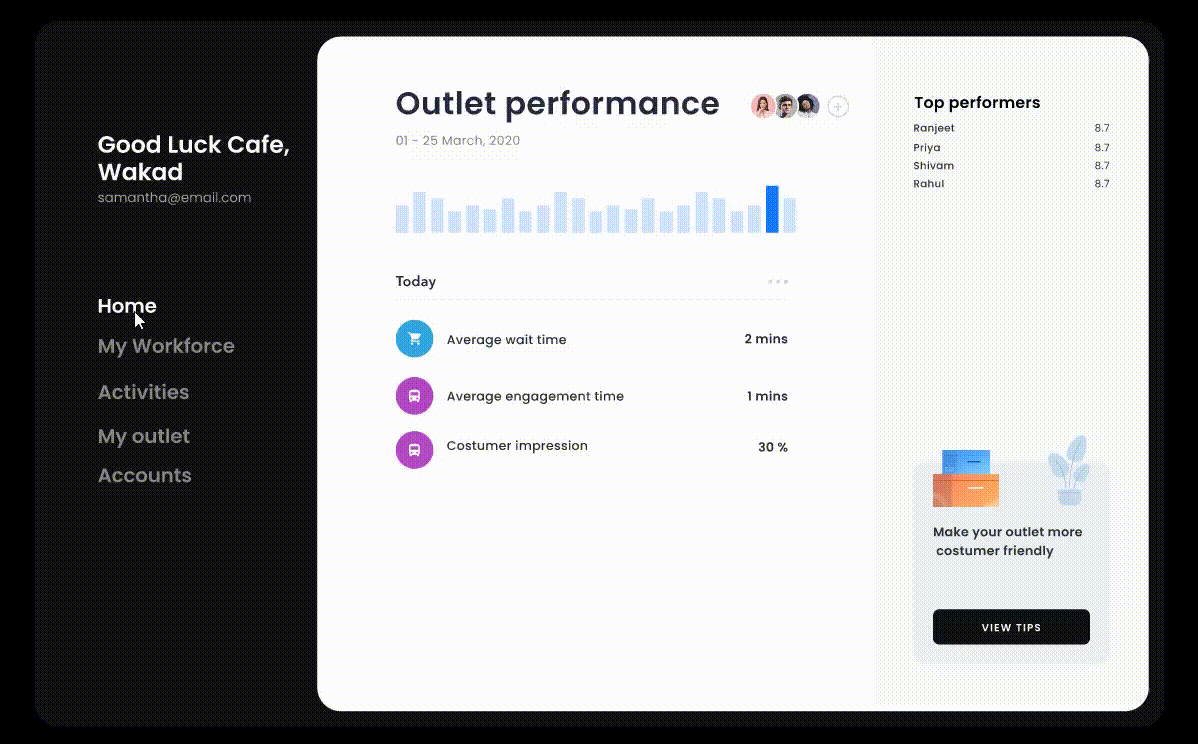 Good Luck Cafe,
Wakad
samantha@email.com
Home
My Workforce
Activities
My outlet
Accounts
Outlet performance
01 - 25 March, 2020
Today
Average wait time 2 mins
Average engagement time 1 mins
Costumer impression 30 %
Top performers
Ranjeet 8.7
Priya 8.7
Shivam 8.7
Rahul 8.7
Make your outlet more
costumer friendly
VIEW TIPS